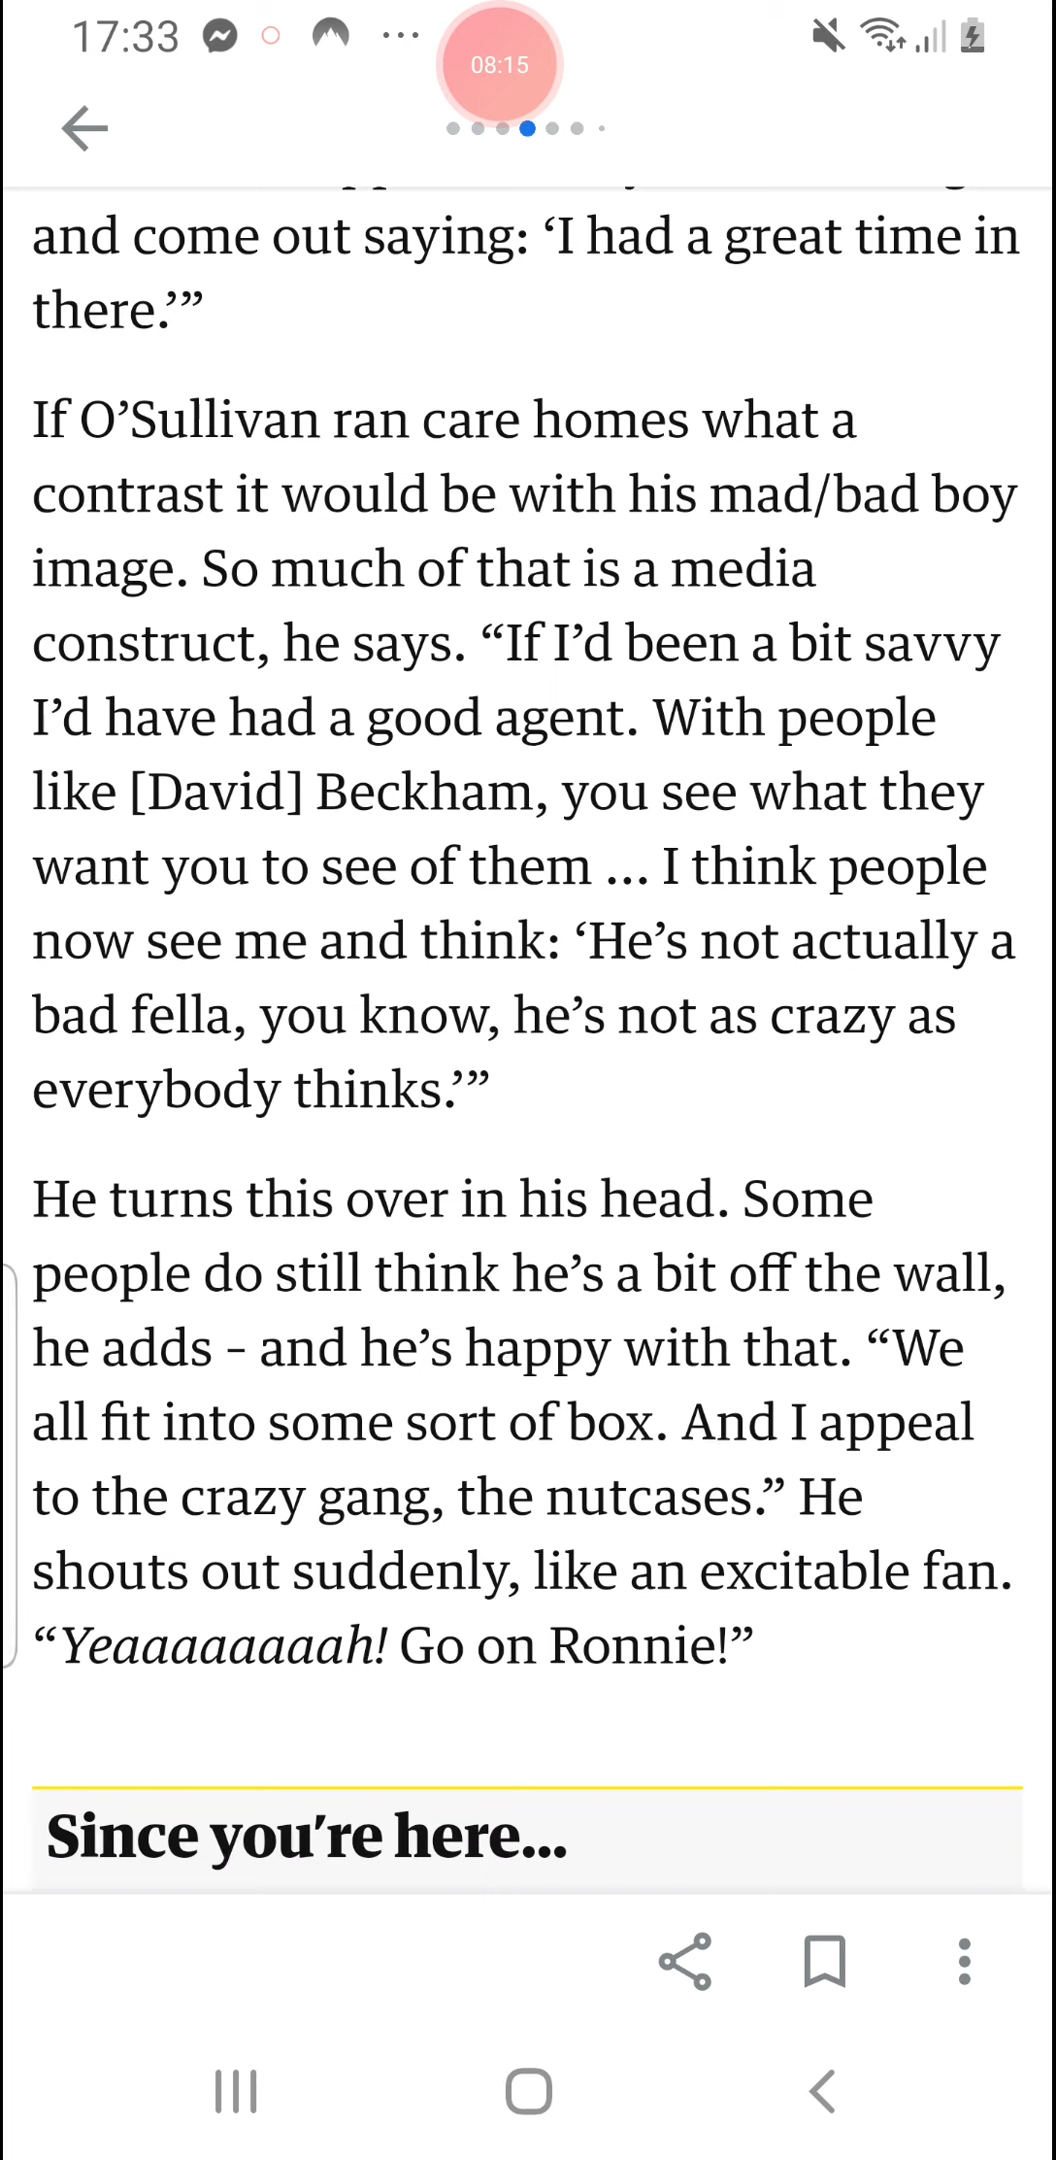 17:33
08:15
and come out saying: ‘I had a great time in
there.’”
If O’Sullivan ran care homes what a
contrast it would be with his mad/bad boy
image. So much of that is a media
construct, he says. “If I’d been a bit savvy
I’d have had a good agent. With people
like [David] Beckham, you see what they
want you to see of them ... I think people
now see me and think: ‘He’s not actually a
bad fella, you know, he’s not as crazy as
everybody thinks.’”
He turns this over in his head. Some
people do still think he’s a bit off the wall,
he adds – and he’s happy with that. “We
all fit into some sort of box. And I appeal
to the crazy gang, the nutcases.” He
shouts out suddenly, like an excitable fan.
“Yeaaaaaaaah! Go on Ronnie!”
Since you’re here...